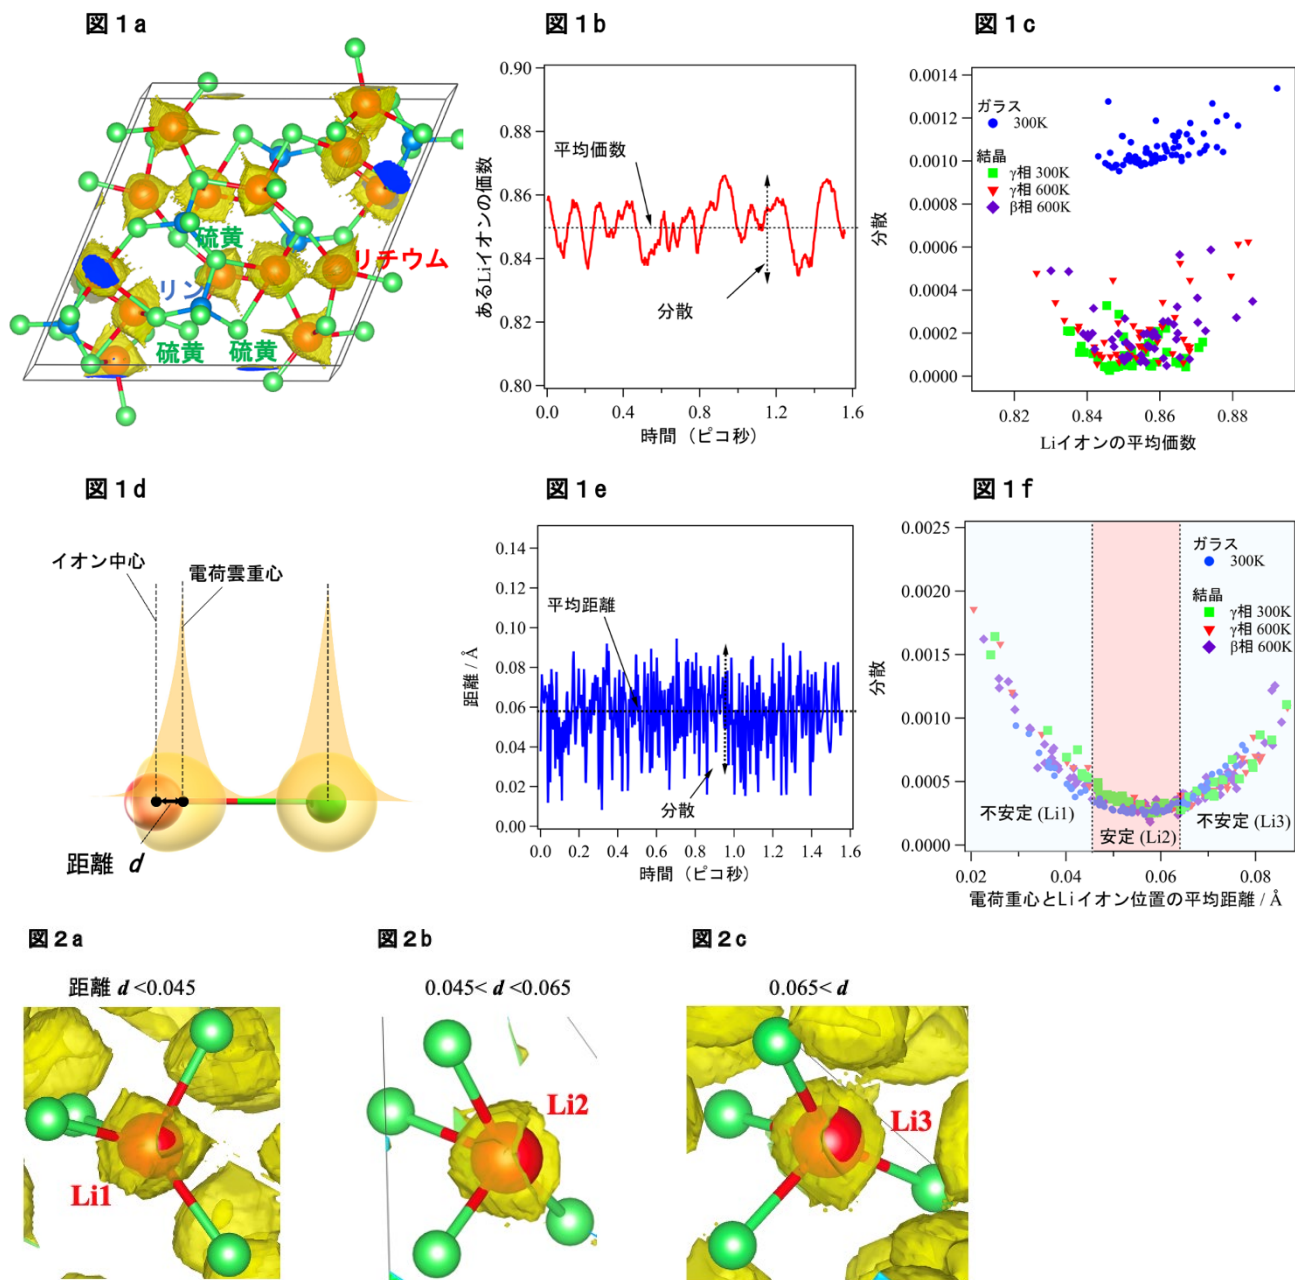 図1a
硫黄
リチウム
リン
硫黄
硫黄
図1b
0.90
0.88
0.86
0.84
0.82
0.80
あるLiイオンの価数
平均価数
分散
0.0
0.4
0.8
1.2
1.6
時間（ピコ秒）
図1c
0.0014
0.0012
0.0010
0.0008
0.0006
0.0004
0.0002
0.0000
分散
ガラス
300K
結晶
γ相 300K
γ相 600K
β相 600K
0.82
0.84
0.86
0.88
Liイオンの平均価数
図1d
イオン中心
電荷雲重心
距離 d
図1e
0.14
0.12
0.10
0.08
0.06
0.04
0.02
0.00
距離 / Å
平均距離
分散
0.0
0.2
0.4
0.6
0.8
1.0
1.2
1.4
1.6
時間（ピコ秒）
図1f
0.0025
0.0020
0.0015
0.0010
0.0005
0.0000
分散
ガラス
300K
結晶
γ相 300K
γ相 600K
β相 600K
不安定 (Li1)
安定 (Li2)
不安定 (Li3)
0.02
0.04
0.06
0.08
電荷重心とLiイオン位置の平均距離 / Å
図2a
距離 d <0.045
Li1
図2b
0.045< d <0.065
Li2
図2c
0.065< d
Li3